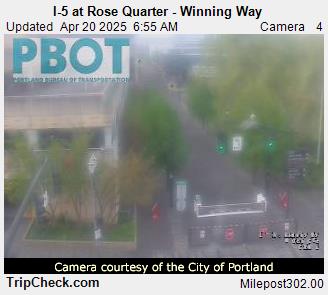 I-5 at Rose Quarter - Winning Way
Updated Apr 20 2025 6:55 AM Camera 4
PBOT
PORTLAND BUREAU OF TRANSPORTATION
Camera courtesy of the City of Portland
TripCheck.com Milepost302.00